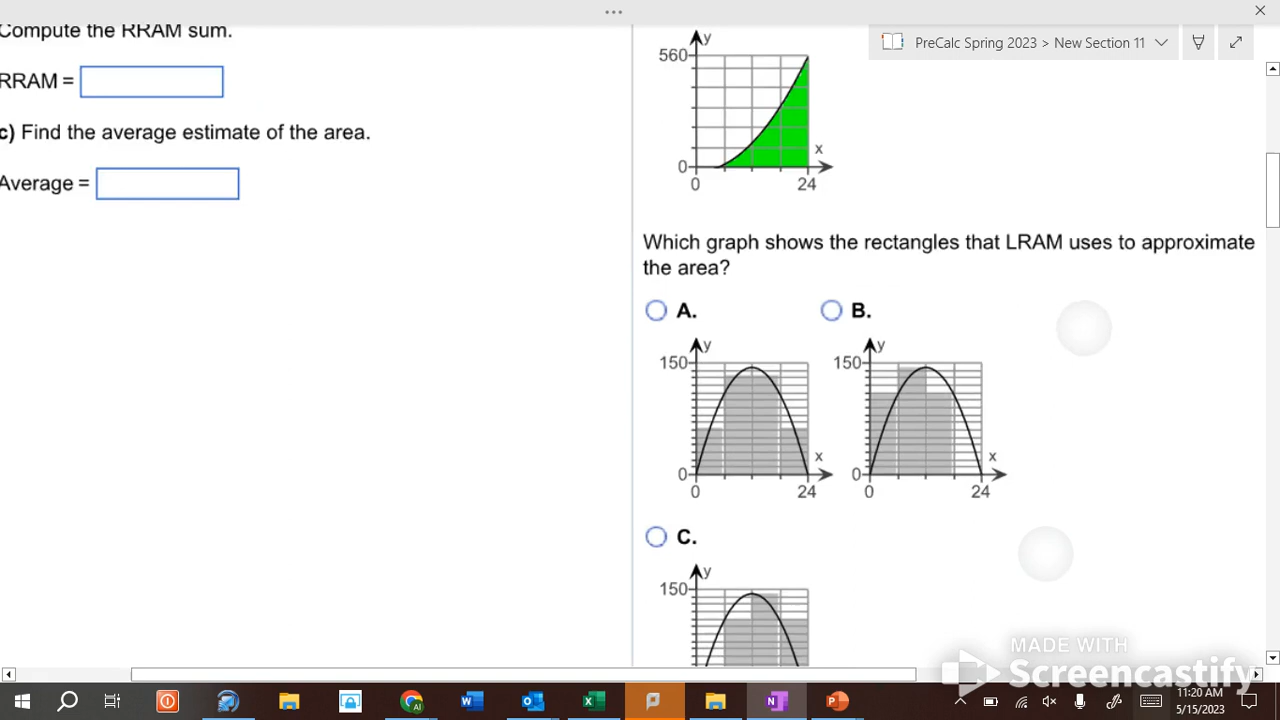 Compute the RRAM sum.
RRAM =
c) Find the average estimate of the area.
Average =
PreCalc Spring 2023 > New Section 11
y
560
x
0
0
24
Which graph shows the rectangles that LRAM uses to approximate
the area?
A.
B.
y
y
150
150
x
x
0
0
0
24
0
24
C.
y
150
MADE WITH
Screencastify
11:20 AM
5/15/2023